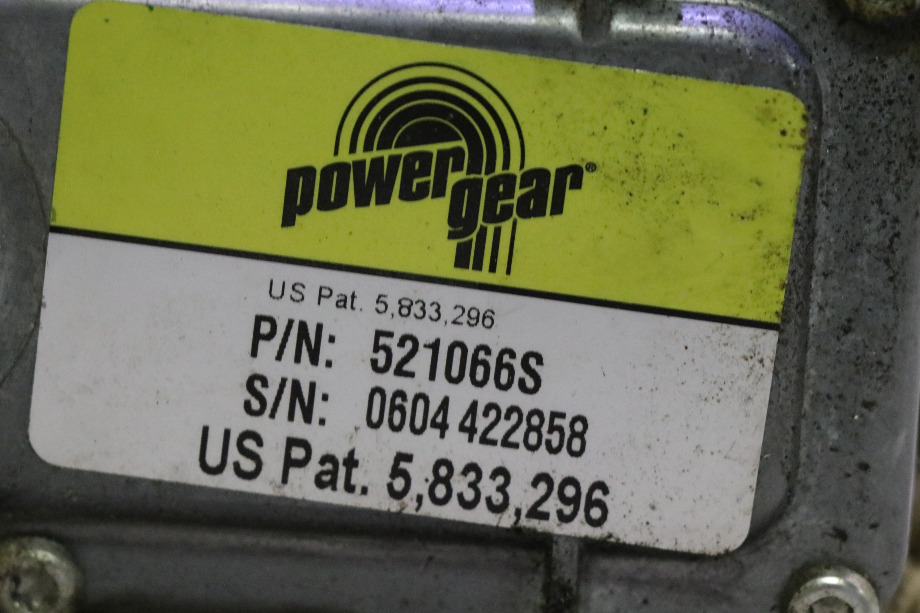 power
gear®
US Pat. 5,833,296
P/N: 521066S
S/N: 0604 422858
US Pat. 5,833,296